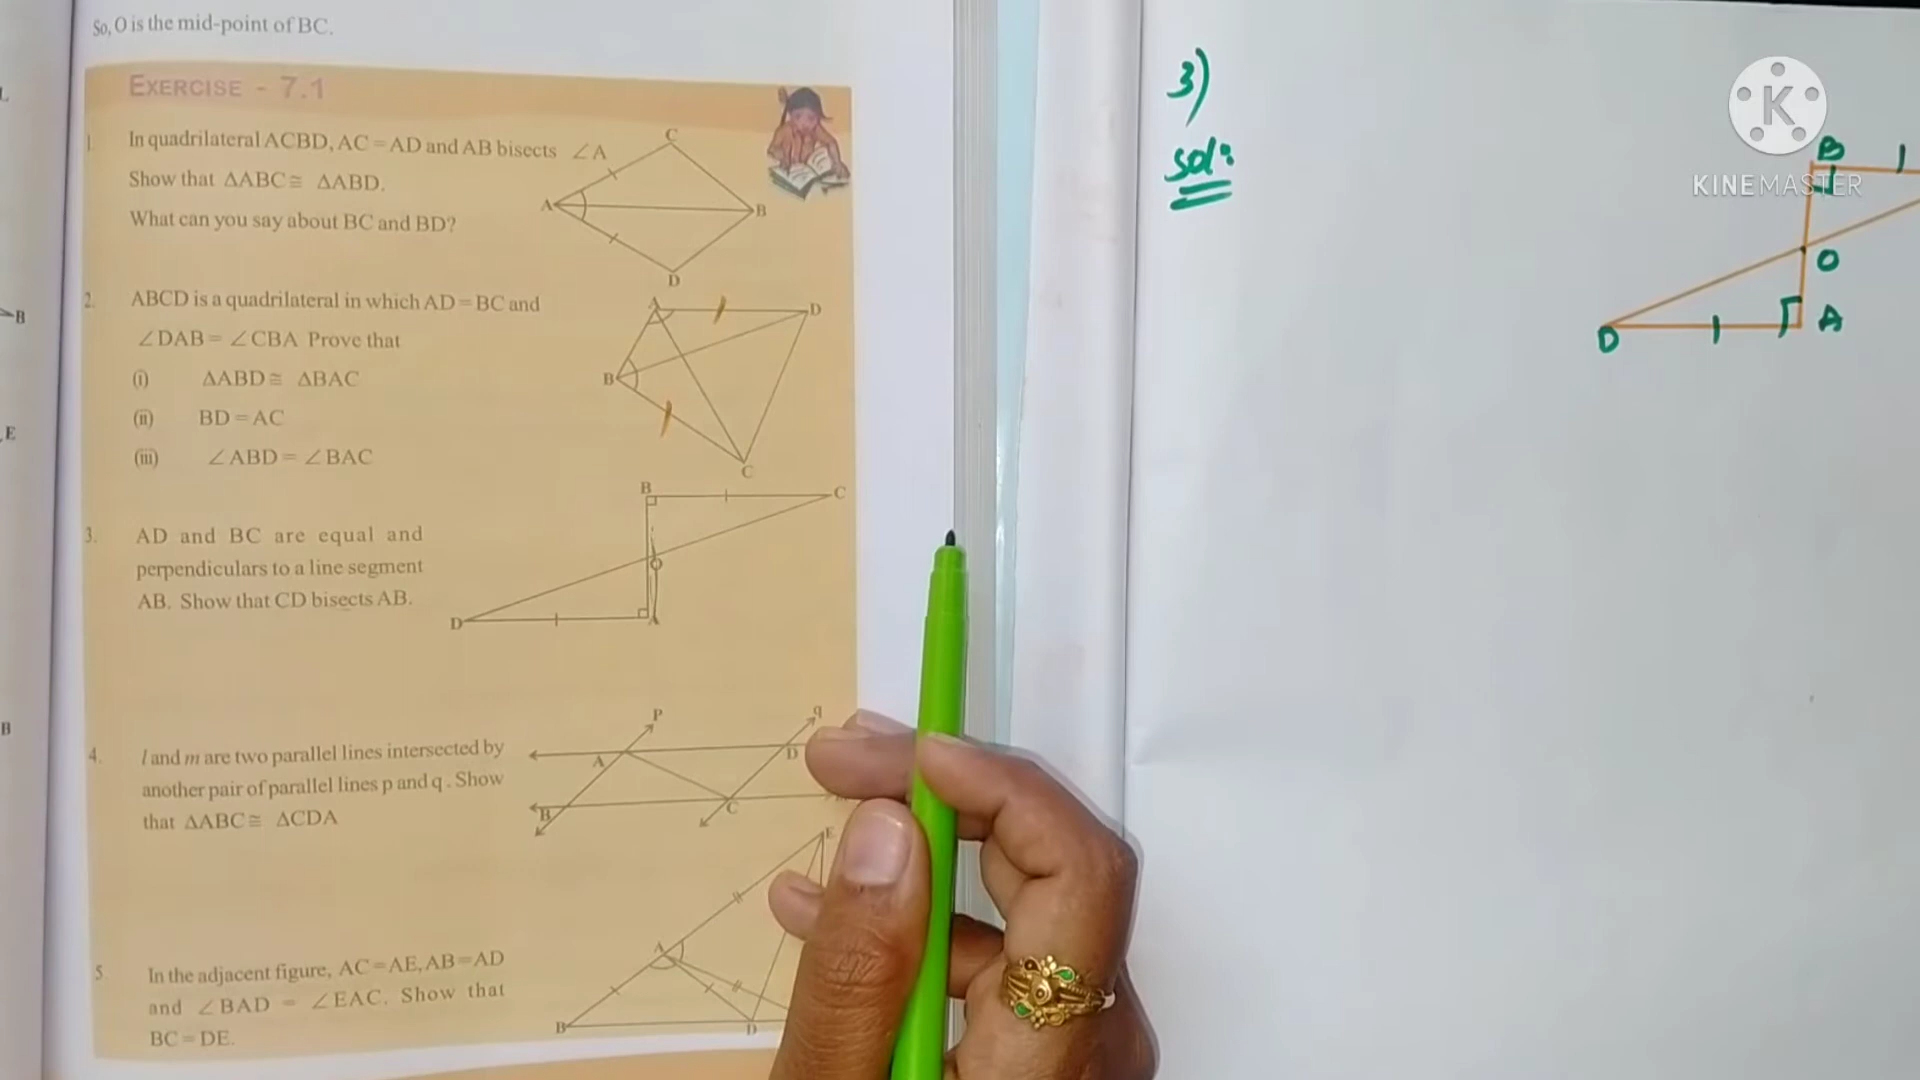 So, O is the mid-point of BC.
EXERCISE - 7.1
1. In quadrilateral ACBD, AC = AD and AB bisects ∠A
Show that ΔABC ≅ ΔABD.
What can you say about BC and BD?
C
A
B
D
2. ABCD is a quadrilateral in which AD = BC and
∠DAB = ∠CBA Prove that
(i) ΔABD ≅ ΔBAC
(ii) BD = AC
(iii) ∠ABD = ∠BAC
A
D
B
C
3. AD and BC are equal and
perpendiculars to a line segment
AB. Show that CD bisects AB.
B
C
O
D
A
4. l and m are two parallel lines intersected by
another pair of parallel lines p and q. Show
that ΔABC ≅ ΔCDA
P
q
A
D
B
C
5. In the adjacent figure, AC = AE, AB = AD
and ∠BAD = ∠EAC. Show that
BC = DE.
E
A
B
D
L
B
E
B
3)
Sol:
K
KINEMASTER
B
O
D
A